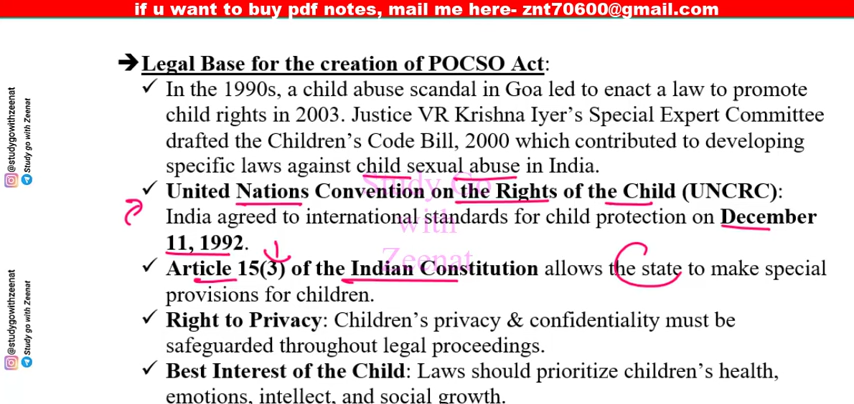 if u want to buy pdf notes, mail me here- znt70600@gmail.com
➔Legal Base for the creation of POCSO Act:
✓ In the 1990s, a child abuse scandal in Goa led to enact a law to promote
child rights in 2003. Justice VR Krishna Iyer’s Special Expert Committee
drafted the Children’s Code Bill, 2000 which contributed to developing
specific laws against child sexual abuse in India.
✓ United Nations Convention on the Rights of the Child (UNCRC):
India agreed to international standards for child protection on December
11, 1992.
✓ Article 15(3) of the Indian Constitution allows the state to make special
provisions for children.
✓ Right to Privacy: Children’s privacy & confidentiality must be
safeguarded throughout legal proceedings.
✓ Best Interest of the Child: Laws should prioritize children’s health,
emotions, intellect, and social growth.
Study Go
with
Zeenat
@studygowithzeenat
Study go with Zeenat
@studygowithzeenat
Study go with Zeenat